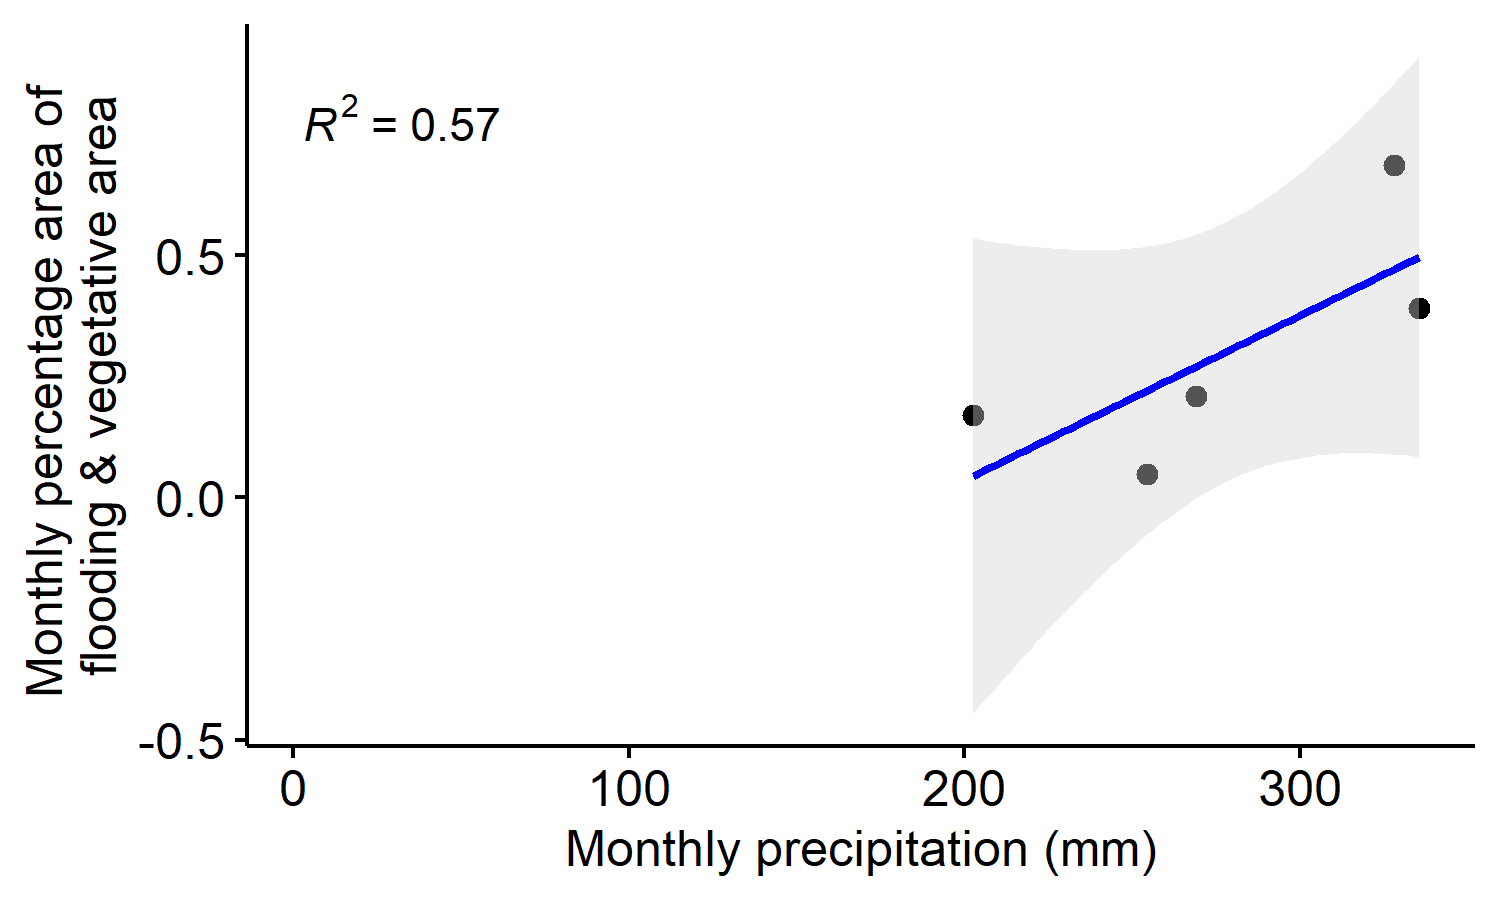 Monthly percentage area of
flooding & vegetative area
R² = 0.57
0.5
0.0
-0.5
0 100 200 300
Monthly precipitation (mm)